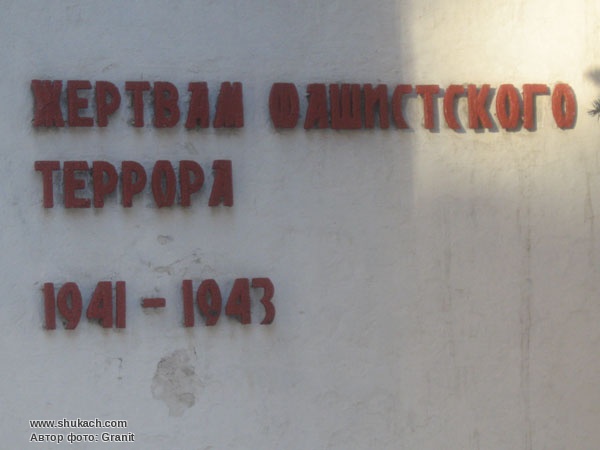 ЖЕРТВАМ ФАШИСТСКОГО
ТЕРРОРА
1941 - 1943
www.shukach.com
Автор фото: Granit